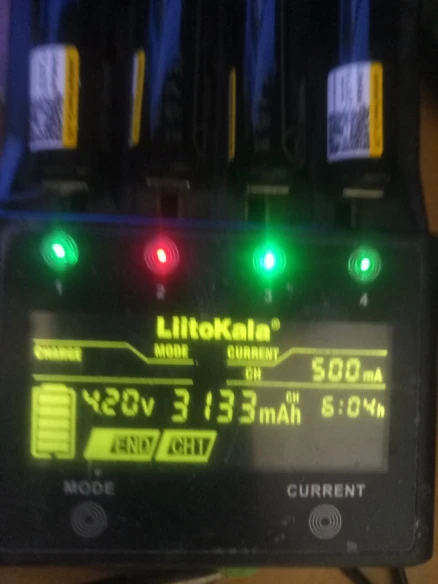 1 2 3 4
LiitoKala®
CHARGE MODE CURRENT
CH 500mA
4.20v 3133mAh CH 6:04h
END CH1
MODE CURRENT